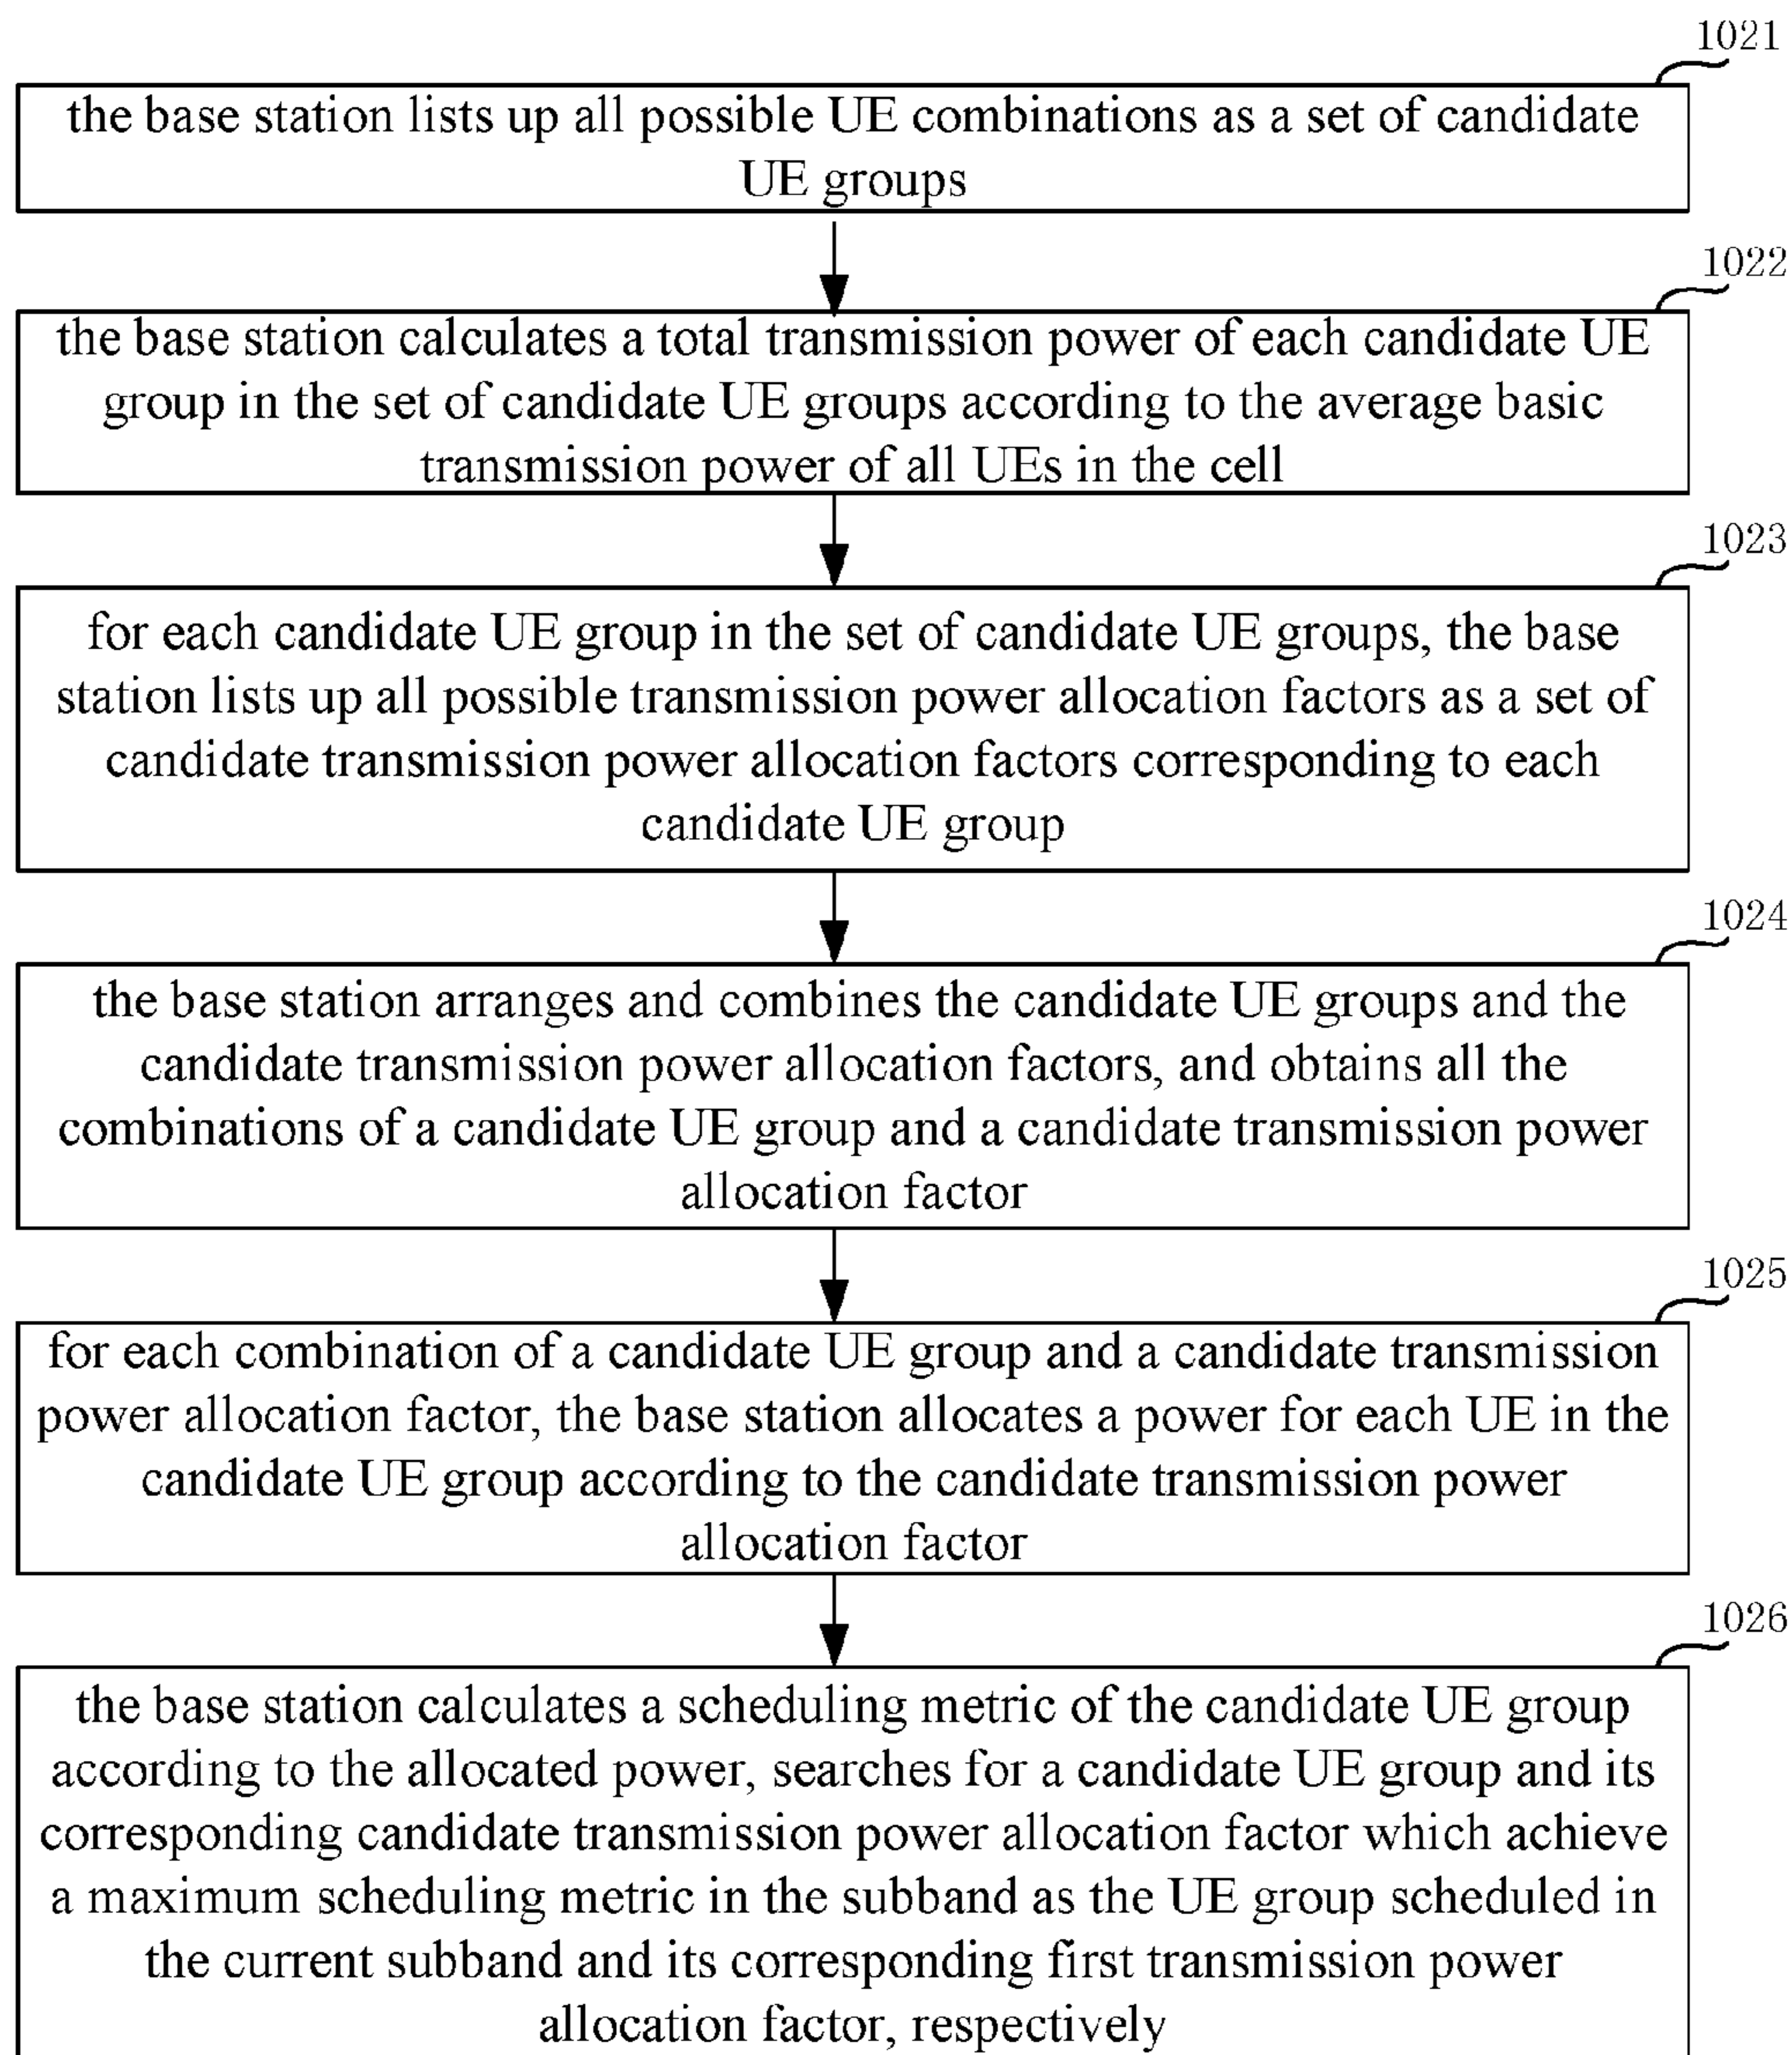 1021
the base station lists up all possible UE combinations as a set of candidate
UE groups
1022
the base station calculates a total transmission power of each candidate UE
group in the set of candidate UE groups according to the average basic
transmission power of all UEs in the cell
1023
for each candidate UE group in the set of candidate UE groups, the base
station lists up all possible transmission power allocation factors as a set of
candidate transmission power allocation factors corresponding to each
candidate UE group
1024
the base station arranges and combines the candidate UE groups and the
candidate transmission power allocation factors, and obtains all the
combinations of a candidate UE group and a candidate transmission power
allocation factor
1025
for each combination of a candidate UE group and a candidate transmission
power allocation factor, the base station allocates a power for each UE in the
candidate UE group according to the candidate transmission power
allocation factor
1026
the base station calculates a scheduling metric of the candidate UE group
according to the allocated power, searches for a candidate UE group and its
corresponding candidate transmission power allocation factor which achieve
a maximum scheduling metric in the subband as the UE group scheduled in
the current subband and its corresponding first transmission power
allocation factor, respectively